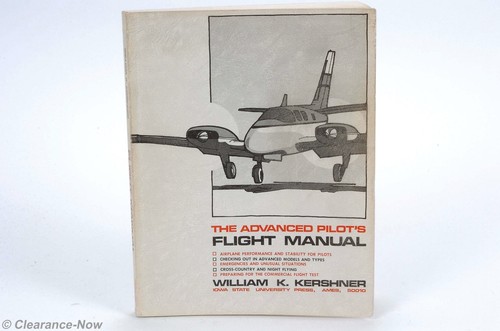 THE ADVANCED PILOT'S
FLIGHT MANUAL
AIRPLANE PERFORMANCE AND STABILITY FOR PILOTS
CHECKING OUT IN ADVANCED MODELS AND TYPES
EMERGENCIES AND UNUSUAL SITUATIONS
CROSS-COUNTRY AND NIGHT FLYING
PREPARING FOR THE COMMERCIAL FLIGHT TEST
WILLIAM K. KERSHNER
IOWA STATE UNIVERSITY PRESS, AMES, 50010
© Clearance-Now